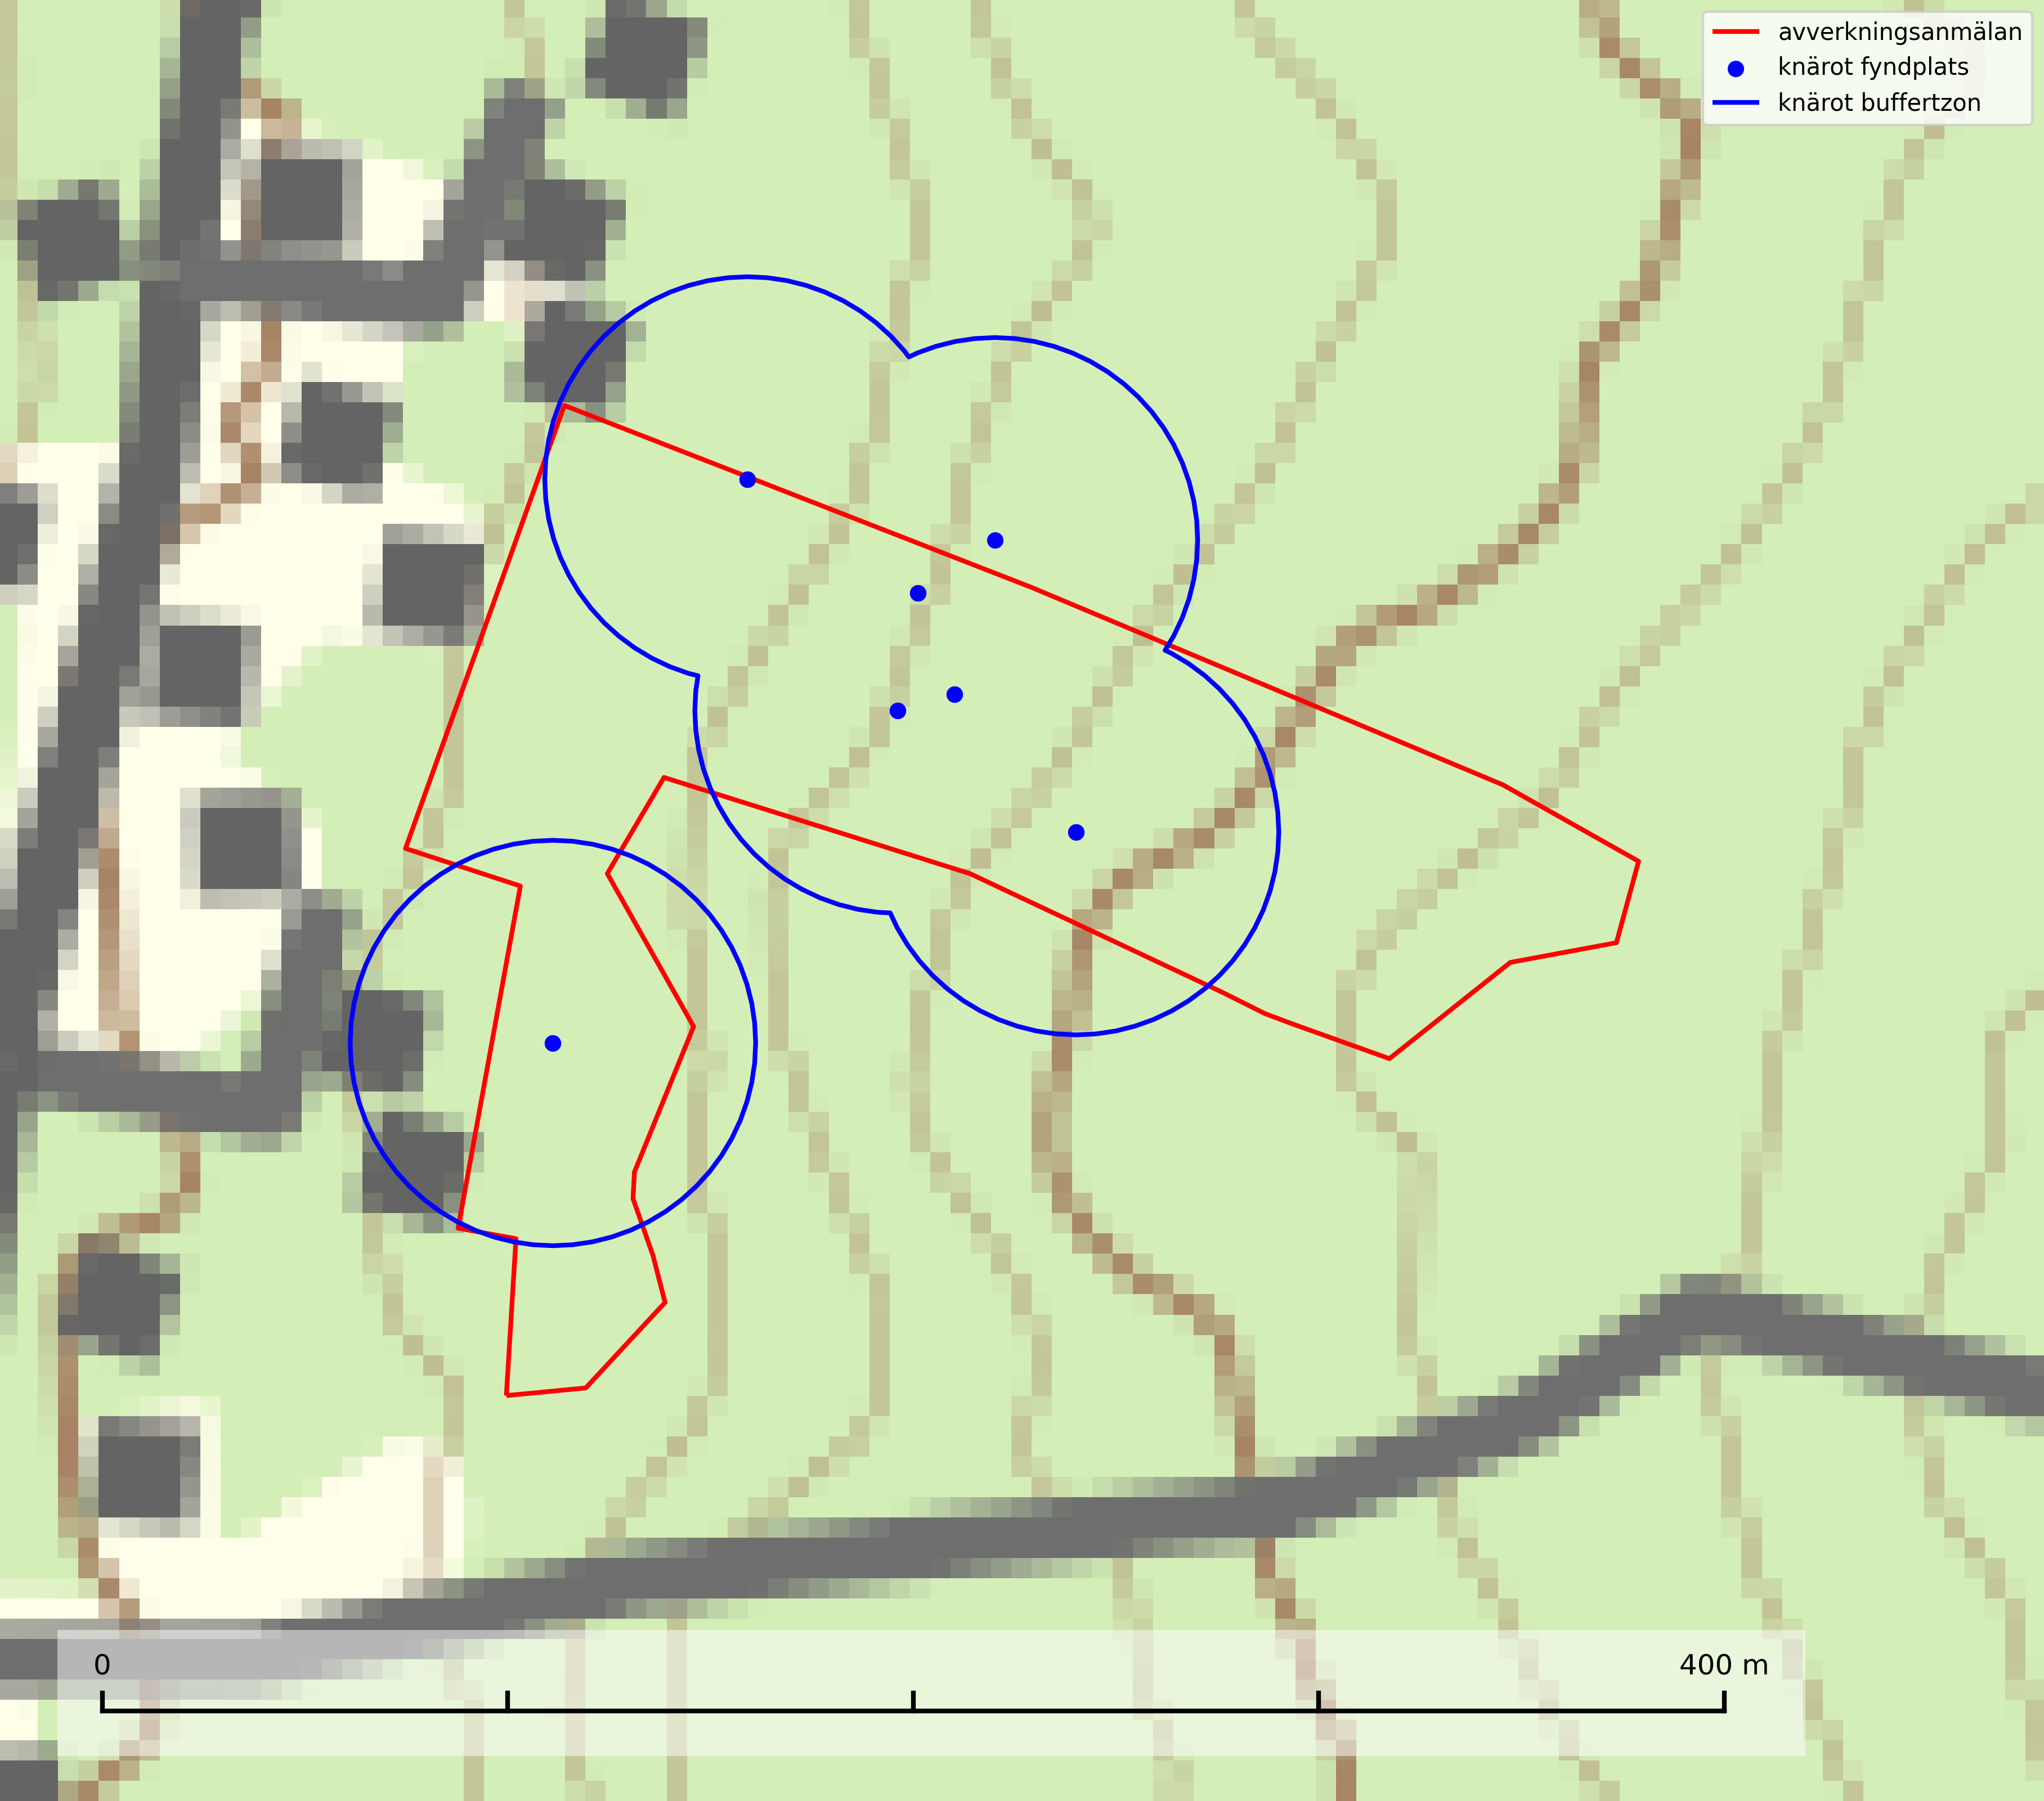 avverkningsanmälan
knärot fyndplats
knärot buffertzon
0
400 m